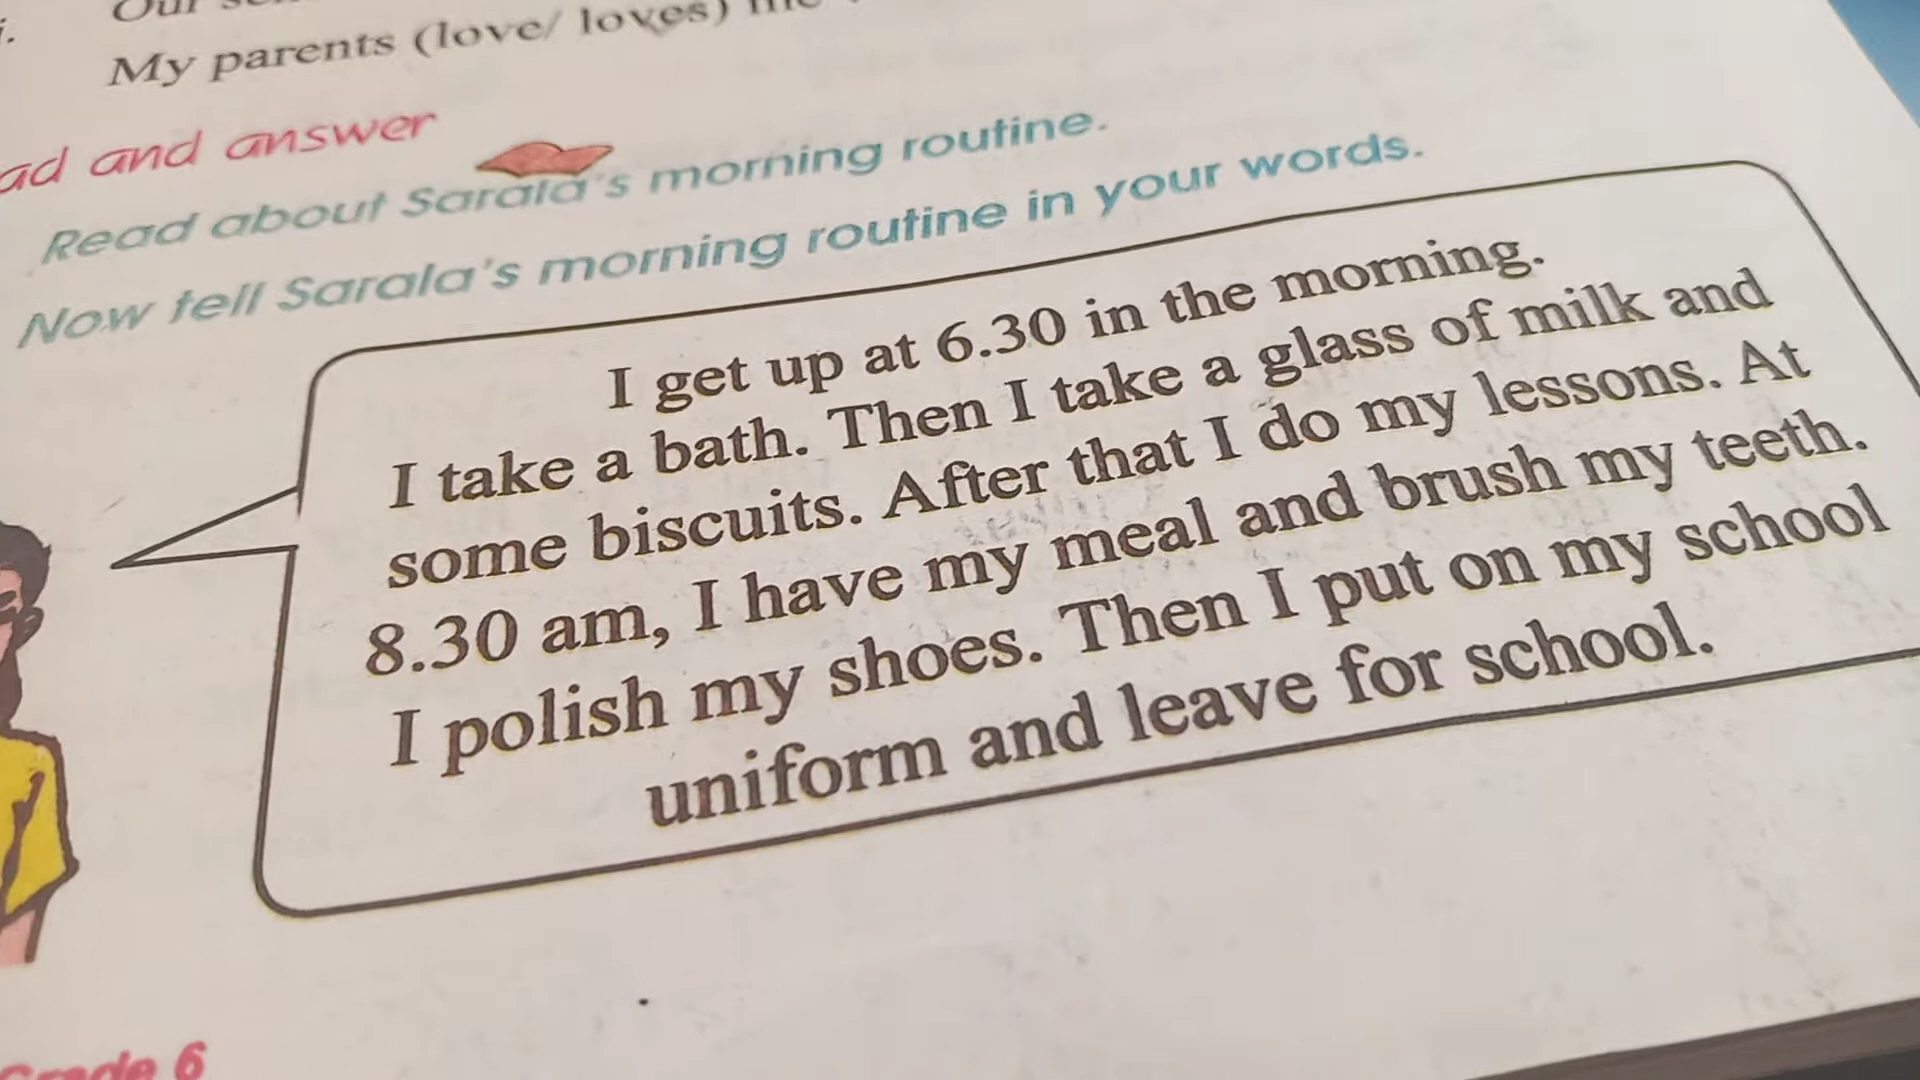 i. Our
My parents (love/ loves)
and answer
Read about Sarala's morning routine.
Now tell Sarala's morning routine in your words.
I get up at 6.30 in the morning.
I take a bath. Then I take a glass of milk and
some biscuits. After that I do my lessons. At
8.30 am, I have my meal and brush my teeth.
I polish my shoes. Then I put on my school
uniform and leave for school.
Grade 6